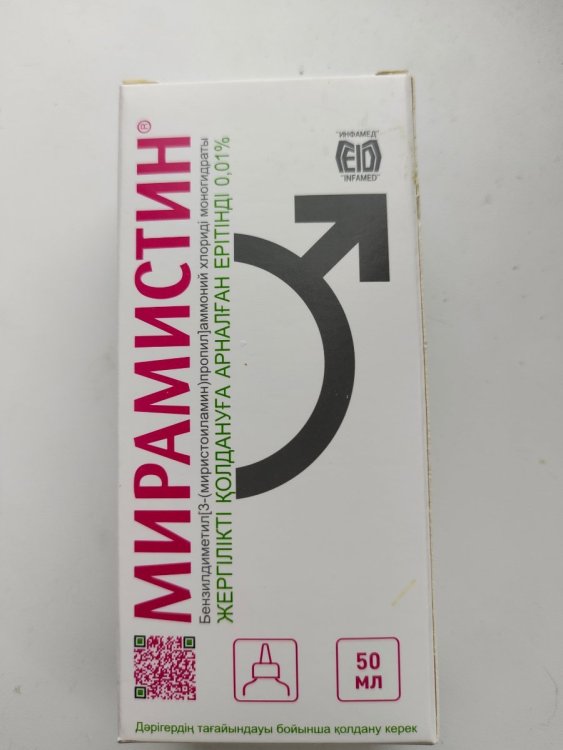 МИРАМИСТИН®
Бензилдиметил[3-(миристоиламин)пропил]аммоний хлориді моногидраты
ЖЕРГІЛІКТІ ҚОЛДАНУҒА АРНАЛҒАН ЕРІТІНДІ 0,01%
"ИНФАМЕД"
"INFAMED"
50
МЛ
Дәрігердің тағайындауы бойынша қолдану керек